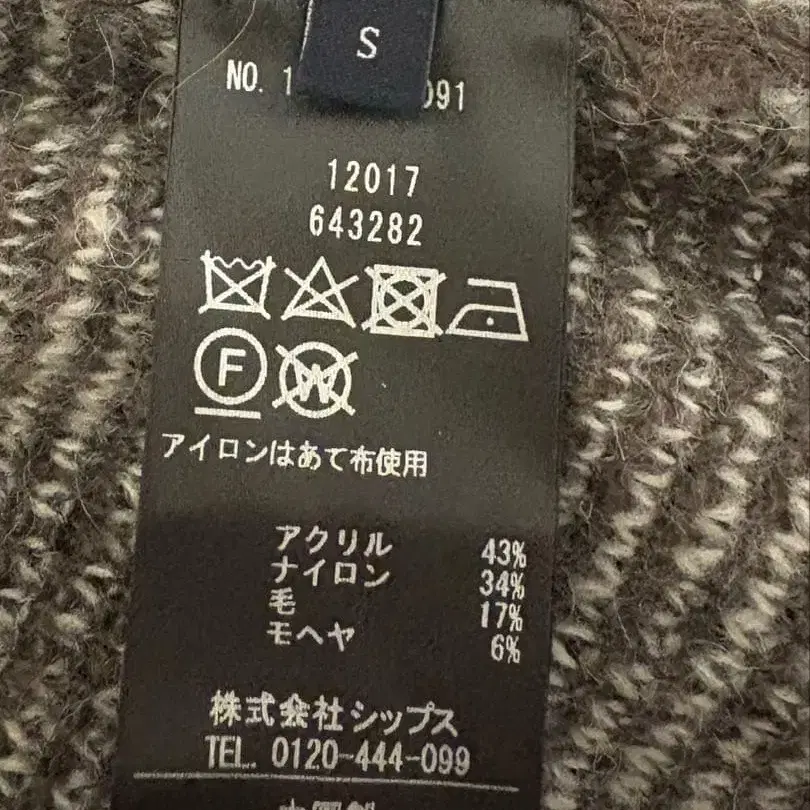 S
NO. 1 091
12017
643282
F
W
アイロンはあて布使用
アクリル 43%
ナイロン 34%
毛 17%
モヘヤ 6%
株式会社シップス
TEL. 0120-444-099